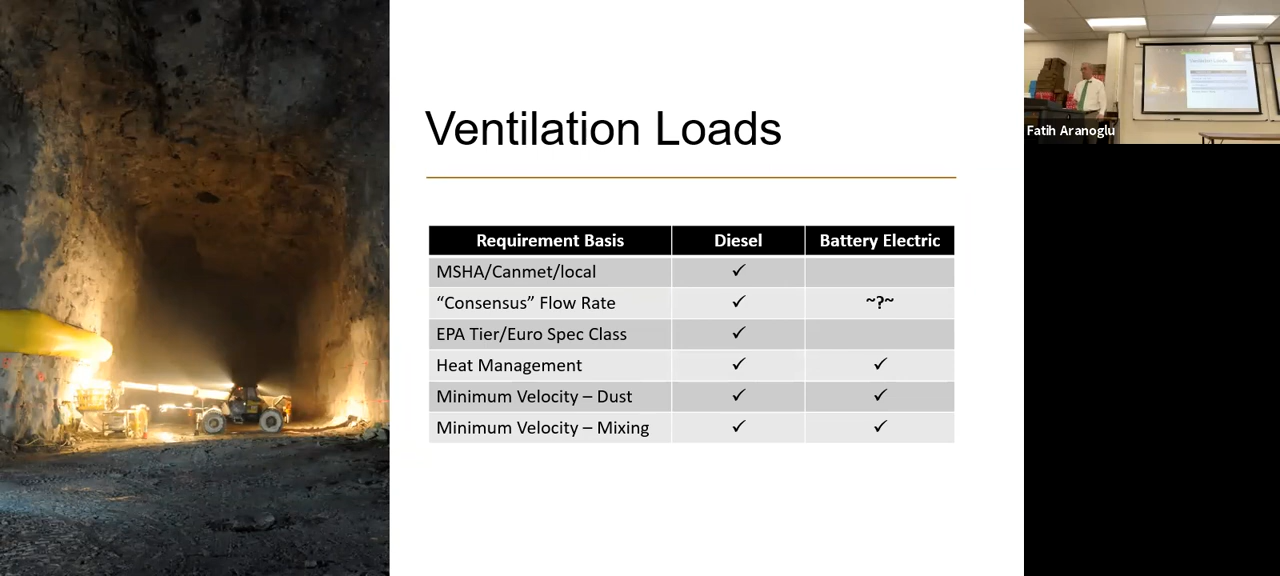 Ventilation Loads
Requirement Basis Diesel Battery Electric
MSHA/Canmet/local ✓
“Consensus” Flow Rate ✓ ~?~
EPA Tier/Euro Spec Class ✓
Heat Management ✓ ✓
Minimum Velocity – Dust ✓ ✓
Minimum Velocity – Mixing ✓ ✓
Fatih Aranoglu